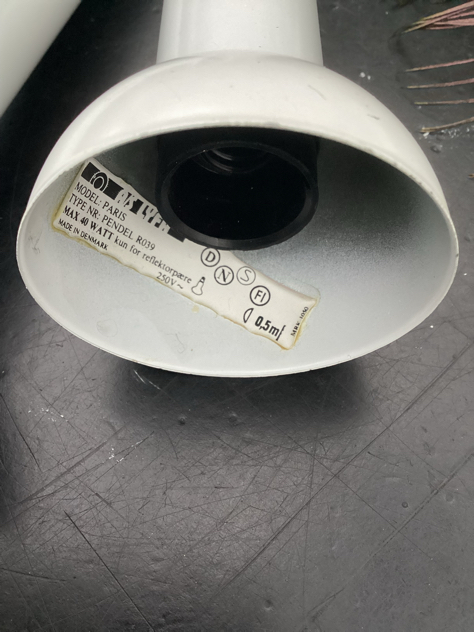 MODEL: PARIS
TYPE NR: PENDEL R039
MAX 40 WATT kun for reflektorpære
MADE IN DENMARK
250V~
D S
N FI
0,5m